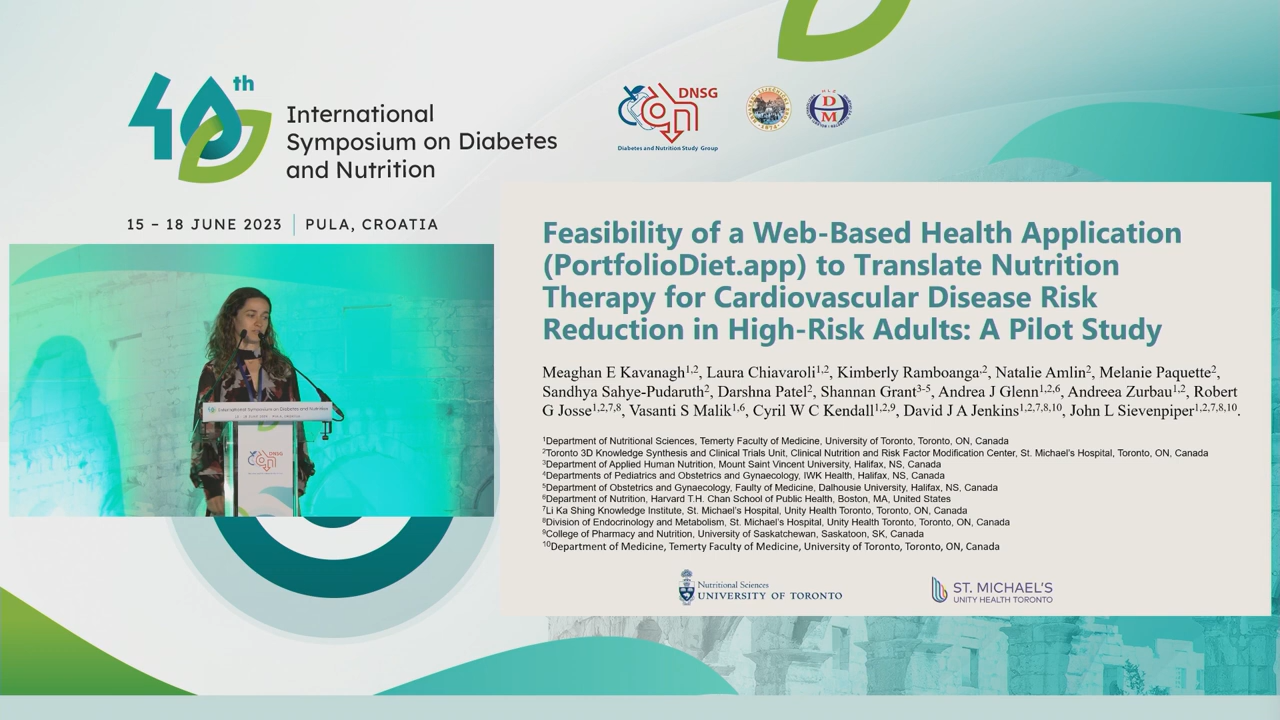 40th
International
Symposium on Diabetes
and Nutrition
15 – 18 JUNE 2023 | PULA, CROATIA
DNSG
Diabetes and Nutrition Study Group
Feasibility of a Web-Based Health Application
(PortfolioDiet.app) to Translate Nutrition
Therapy for Cardiovascular Disease Risk
Reduction in High-Risk Adults: A Pilot Study
Meaghan E Kavanagh1,2, Laura Chiavaroli1,2, Kimberly Ramboanga,2, Natalie Amlin2, Melanie Paquette2,
Sandhya Sahye-Pudaruth2, Darshna Patel2, Shannan Grant3-5, Andrea J Glenn1,2,6, Andreea Zurbau1,2, Robert
G Josse1,2,7,8, Vasanti S Malik1,6, Cyril W C Kendall1,2,9, David J A Jenkins1,2,7,8,10, John L Sievenpiper1,2,7,8,10.
1Department of Nutritional Sciences, Temerty Faculty of Medicine, University of Toronto, Toronto, ON, Canada
2Toronto 3D Knowledge Synthesis and Clinical Trials Unit, Clinical Nutrition and Risk Factor Modification Center, St. Michael's Hospital, Toronto, ON, Canada
3Department of Applied Human Nutrition, Mount Saint Vincent University, Halifax, NS, Canada
4Departments of Pediatrics and Obstetrics and Gynaecology, IWK Health, Halifax, NS, Canada
5Department of Obstetrics and Gynaecology, Faulty of Medicine, Dalhousie University, Halifax, NS, Canada
6Department of Nutrition, Harvard T.H. Chan School of Public Health, Boston, MA, United States
7Li Ka Shing Knowledge Institute, St. Michael's Hospital, Unity Health Toronto, Toronto, ON, Canada
8Division of Endocrinology and Metabolism, St. Michael's Hospital, Unity Health Toronto, Toronto, ON, Canada
9College of Pharmacy and Nutrition, University of Saskatchewan, Saskatoon, SK, Canada
10Department of Medicine, Temerty Faculty of Medicine, University of Toronto, Toronto, ON, Canada
Nutritional Sciences
UNIVERSITY OF TORONTO
ST. MICHAEL'S
UNITY HEALTH TORONTO
International Symposium on Diabetes and Nutrition